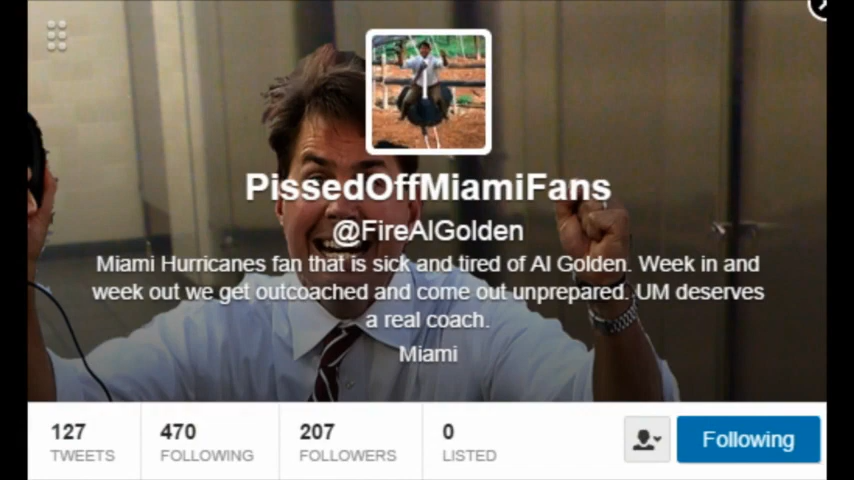 PissedOffMiamiFans
@FireAlGolden
Miami Hurricanes fan that is sick and tired of Al Golden. Week in and
week out we get outcoached and come out unprepared. UM deserves
a real coach.
Miami
127 470 207 0
TWEETS FOLLOWING FOLLOWERS LISTED
Following